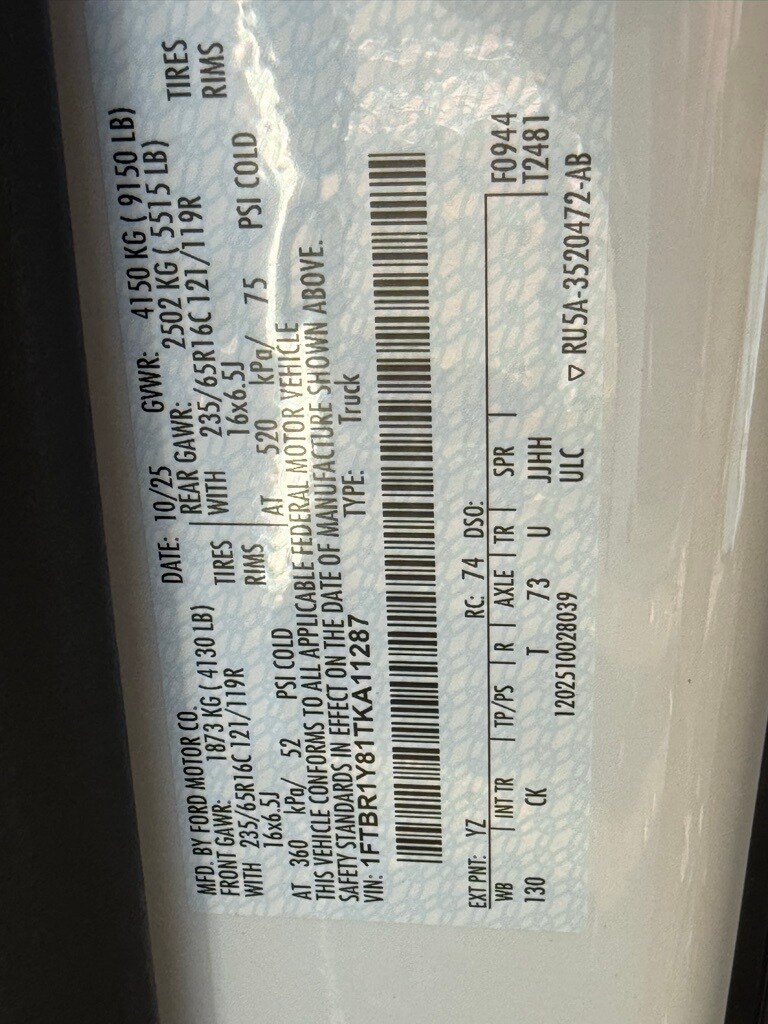 MFD. BY FORD MOTOR CO.
DATE: 10/25 GVWR: 4150 KG ( 9150 LB)
FRONT GAWR: 1873 KG ( 4130 LB) REAR GAWR: 2502 KG ( 5515 LB)
WITH 235/65R16C 121/119R TIRES WITH 235/65R16C 121/119R TIRES
16x6.5J RIMS 16x6.5J RIMS
AT 360 kPa/ 52 PSI COLD AT 520 kPa/ 75 PSI COLD
THIS VEHICLE CONFORMS TO ALL APPLICABLE FEDERAL MOTOR VEHICLE
SAFETY STANDARDS IN EFFECT ON THE DATE OF MANUFACTURE SHOWN ABOVE.
VIN: 1FTBR1Y81TKA11287 TYPE: Truck
EXT PNT: YZ RC: 74 DSO:
WB INT TR TP/PS R AXLE TR SPR F0944
130 CK T 73 U JJHH T2481
1202510028039 ULC ▽ RU5A-3520472-AB